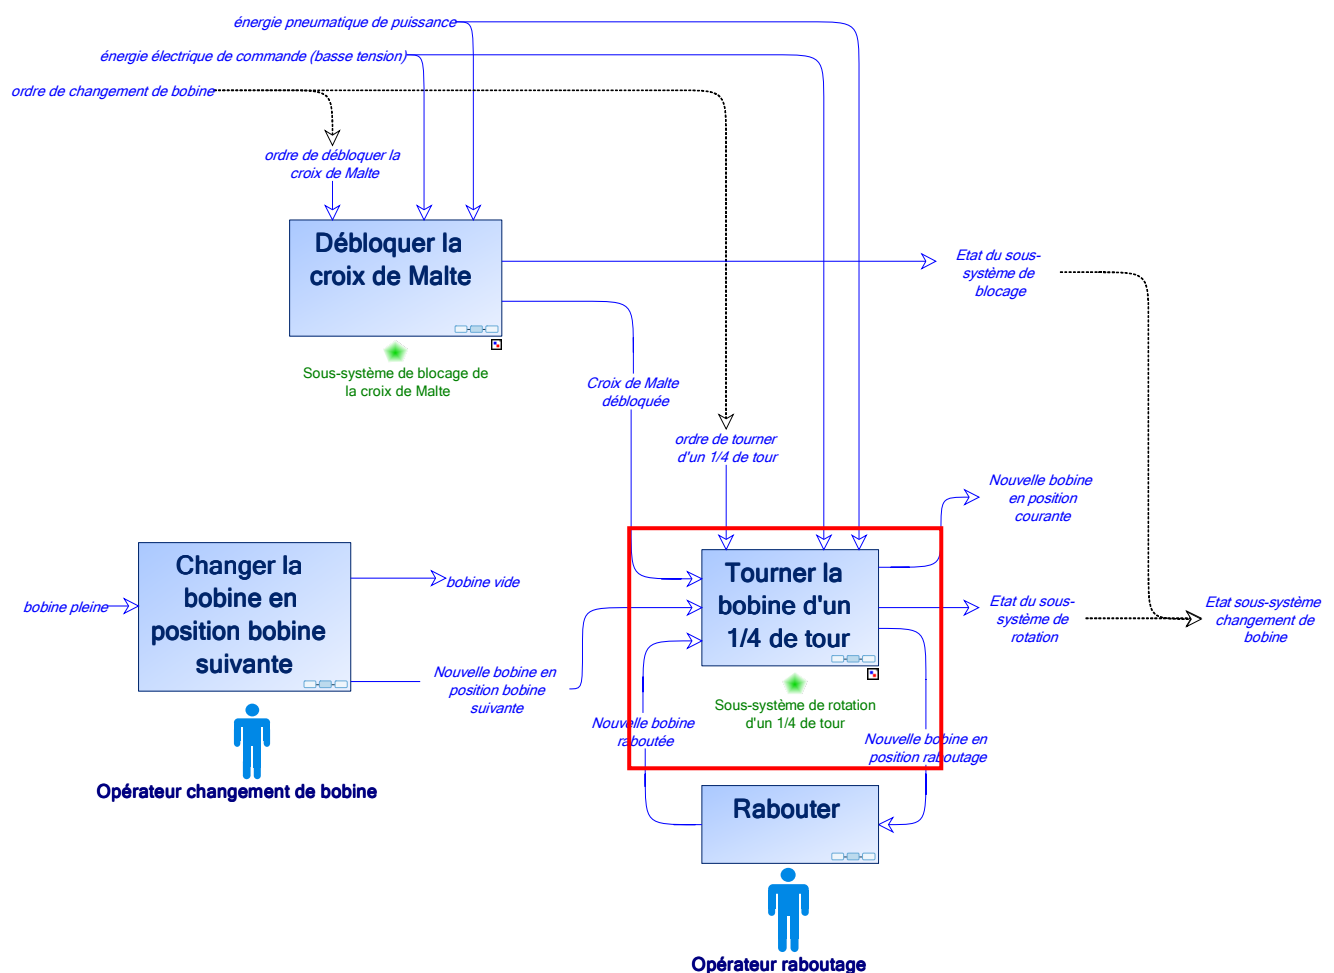 énergie pneumatique de puissance
énergie électrique de commande (basse tension)
ordre de changement de bobine
ordre de débloquer la
croix de Malte
Débloquer la
croix de Malte
Sous-système de blocage de
la croix de Malte
Etat du sous-
système de
blocage
Croix de Malte
débloquée
ordre de tourner
d'un 1/4 de tour
Nouvelle bobine
en position
courante
Changer la
bobine en
position bobine
suivante
bobine pleine
bobine vide
Nouvelle bobine en
position bobine
suivante
Opérateur changement de bobine
Tourner la
bobine d'un
1/4 de tour
Sous-système de rotation
d'un 1/4 de tour
Etat du sous-
système de
rotation
Etat sous-système
changement de
bobine
Nouvelle bobine
raboutée
Nouvelle bobine en
position raboutage
Rabouter
Opérateur raboutage